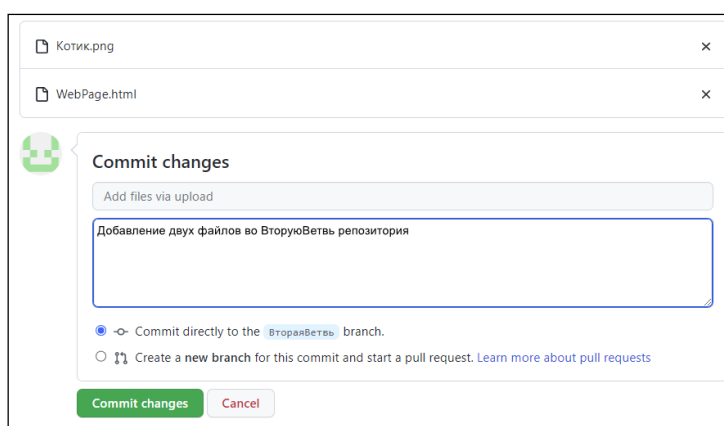 Котик.png
WebPage.html
Commit changes
Add files via upload
Добавление двух файлов во ВторуюВетвь репозитория
Commit directly to the ВтораяВетвь branch.
Create a new branch for this commit and start a pull request. Learn more about pull requests
Commit changes Cancel